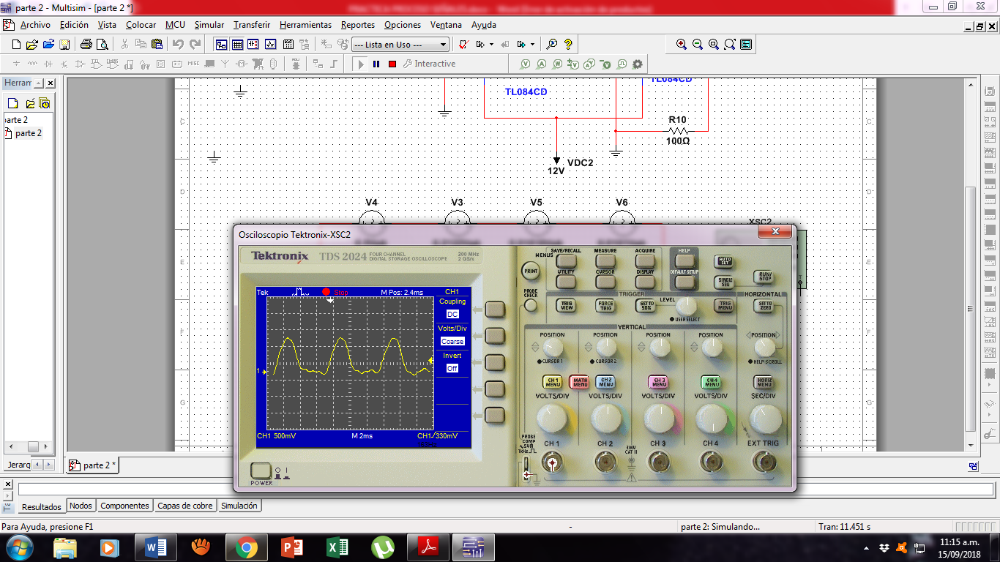 parte 2 - Multisim - [parte 2 *]
Archivo Edición Vista Colocar MCU Simular Transferir Herramientas Reportes Opciones Ventana Ayuda
--- Lista en Uso ---
Interactive
Herram
parte 2
parte 2
C
D
E
F
G
TL084CD
TL084CD
R10
100Ω
VDC2
12V
V4
V3
V5
V6
XSC2
C
D
G
Osciloscopio Tektronix-XSC2
Tektronix
TDS 2024
FOUR CHANNEL
DIGITAL STORAGE OSCILLOSCOPE
200 MHz
2 GS/s
Tek
Stop
M Pos: 2.4ms
CH1
Coupling
DC
Volts/Div
Coarse
Invert
Off
1
CH1 500mV
M 2ms
CH1/330mV
POWER
MENUS
PRINT
SAVE/RECALL
MEASURE
ACQUIRE
UTILITY
CURSOR
DISPLAY
HELP
DEFAULT SETUP
AUTO SET
SINGLE SEQ
RUN/STOP
PROBE CHECK
TRIGGER
TRIG VIEW
FORCE TRIG
SET TO 50%
LEVEL
USER SELECT
TRIG MENU
HORIZONTAL
SET TO ZERO
VERTICAL
POSITION
POSITION
POSITION
POSITION
POSITION
CURSOR 1
CURSOR 2
HELP SCROLL
CH 1 MENU
MATH MENU
CH 2 MENU
CH 3 MENU
CH 4 MENU
HORIZ MENU
VOLTS/DIV
VOLTS/DIV
VOLTS/DIV
VOLTS/DIV
SEC/DIV
PROBE COMP
CH 1
CH 2
CH 3
CH 4
EXT TRIG
300V CAT II
Jerarq
parte 2 *
Resultados
Nodos
Componentes
Capas de cobre
Simulación
Para Ayuda, presione F1
-
parte 2: Simulando...
Tran: 11.451 s
11:15 a.m.
15/09/2018